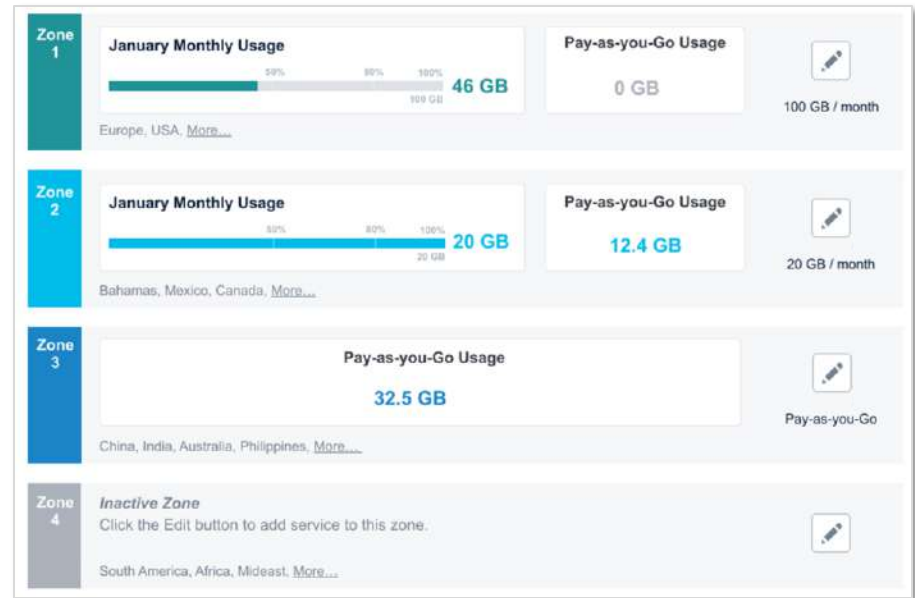 Zone 1
January Monthly Usage
50% 80% 100%
46 GB
100 GB
Pay-as-you-Go Usage
0 GB
100 GB / month
Europe, USA, More...
Zone 2
January Monthly Usage
80% 100%
20 GB
20 GB
Pay-as-you-Go Usage
12.4 GB
20 GB / month
Bahamas, Mexico, Canada, More...
Zone 3
Pay-as-you-Go Usage
32.5 GB
Pay-as-you-Go
China, India, Australia, Philippines, More....
Zone 4
Inactive Zone
Click the Edit button to add service to this zone.
South America, Africa, Mideast, More...